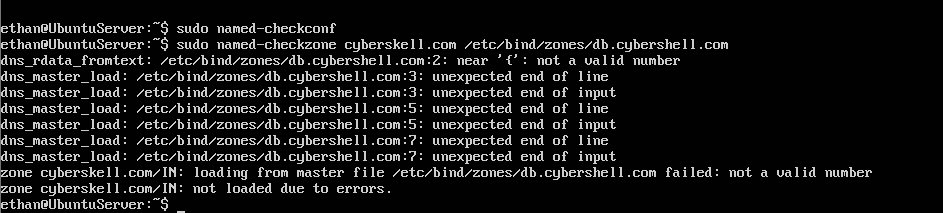 ethan@UbuntuServer:~$ sudo named-checkconf
ethan@UbuntuServer:~$ sudo named-checkzone cyberskell.com /etc/bind/zones/db.cybershell.com
dns_rdata_fromtext: /etc/bind/zones/db.cybershell.com:2: near '{': not a valid number
dns_master_load: /etc/bind/zones/db.cybershell.com:3: unexpected end of line
dns_master_load: /etc/bind/zones/db.cybershell.com:3: unexpected end of input
dns_master_load: /etc/bind/zones/db.cybershell.com:5: unexpected end of line
dns_master_load: /etc/bind/zones/db.cybershell.com:5: unexpected end of input
dns_master_load: /etc/bind/zones/db.cybershell.com:7: unexpected end of line
dns_master_load: /etc/bind/zones/db.cybershell.com:7: unexpected end of input
zone cyberskell.com/IN: loading from master file /etc/bind/zones/db.cybershell.com failed: not a valid number
zone cyberskell.com/IN: not loaded due to errors.
ethan@UbuntuServer:~$ _